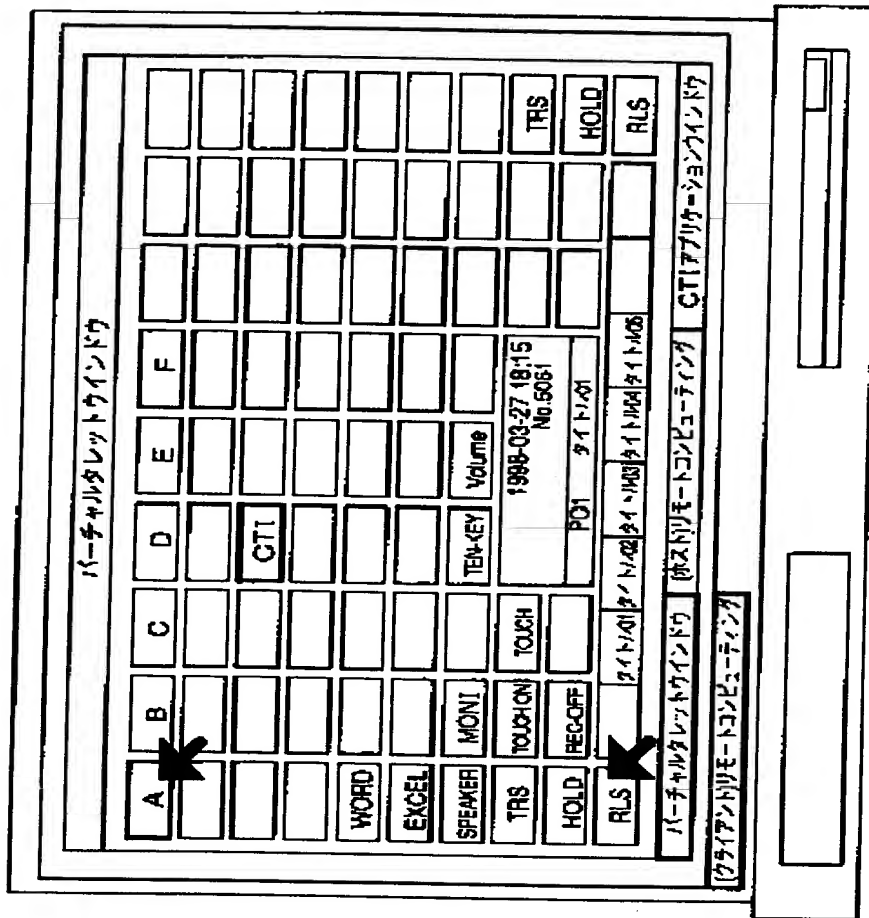 バーチャルタレットウインドウ
A B C D E F
CTI
WORD
EXCEL
SPEAKER MONI TEN-KEY Volume
TRS TOUCH ON TOUCH 1998-03-27 18:15 TRS
No.5061
HOLD REC-OFF P01 タイトル01 HOLD
RLS タイトル01 タイトル02 タイトル03 タイトル04 タイトル05 RLS
バーチャルタレットウインドウ (ホスト)リモートコンピューティング CTIアプリケーションウインドウ
(クライアント)リモートコンピューティング